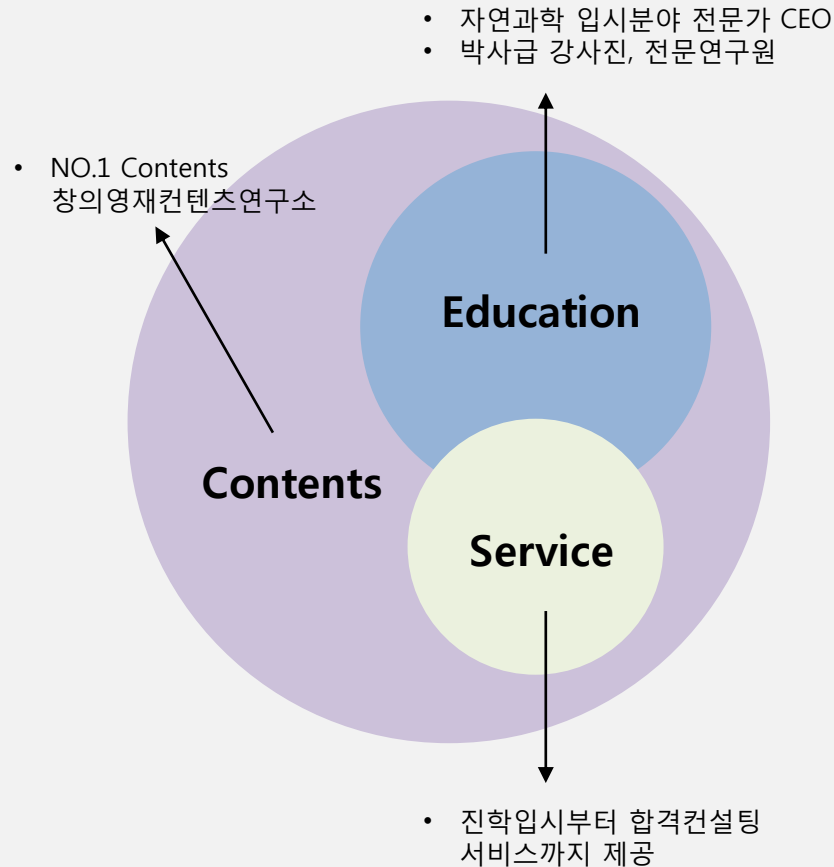 • 자연과학 입시분야 전문가 CEO
• 박사급 강사진, 전문연구원
• NO.1 Contents
창의영재컨텐츠연구소
Education
Contents
Service
• 진학입시부터 합격컨설팅
서비스까지 제공